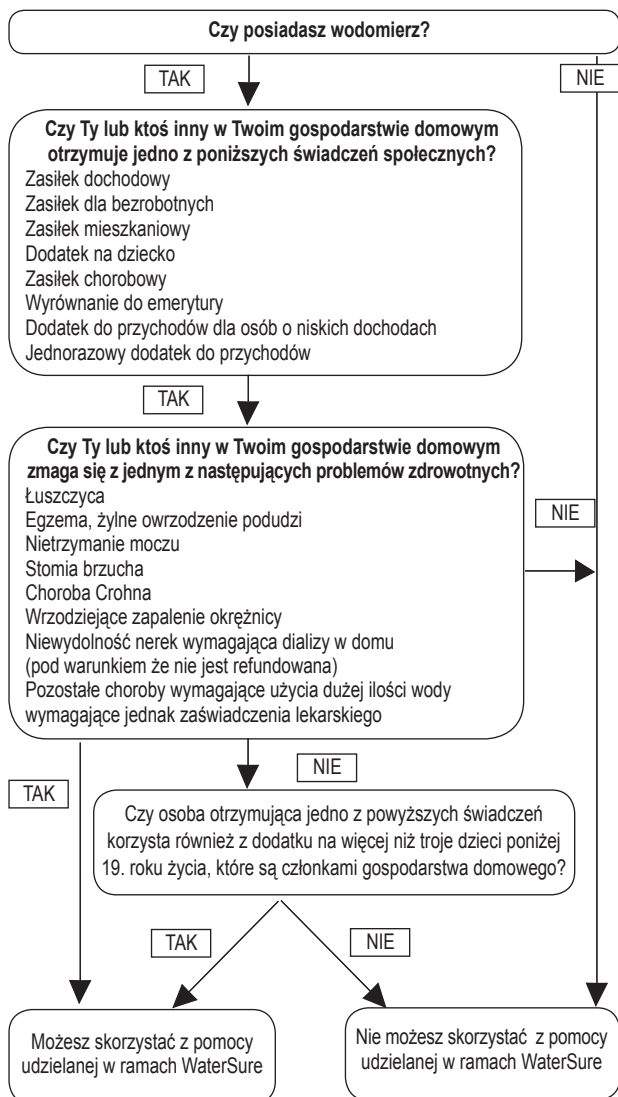 Czy posiadasz wodomierz?
TAK
NIE
Czy Ty lub ktoś inny w Twoim gospodarstwie domowym
otrzymuje jedno z poniższych świadczeń społecznych?
Zasiłek dochodowy
Zasiłek dla bezrobotnych
Zasiłek mieszkaniowy
Dodatek na dziecko
Zasiłek chorobowy
Wyrównanie do emerytury
Dodatek do przychodów dla osób o niskich dochodach
Jednorazowy dodatek do przychodów
TAK
Czy Ty lub ktoś inny w Twoim gospodarstwie domowym
zmaga się z jednym z następujących problemów zdrowotnych?
Łuszczyca
Egzema, żylne owrzodzenie podudzi
Nietrzymanie moczu
Stomia brzucha
Choroba Crohna
Wrzodziejące zapalenie okrężnicy
Niewydolność nerek wymagająca dializy w domu
(pod warunkiem że nie jest refundowana)
Pozostałe choroby wymagające użycia dużej ilości wody
wymagające jednak zaświadczenia lekarskiego
NIE
TAK
NIE
Czy osoba otrzymująca jedno z powyższych świadczeń
korzysta również z dodatku na więcej niż troje dzieci poniżej
19. roku życia, które są członkami gospodarstwa domowego?
TAK
NIE
Możesz skorzystać z pomocy
udzielanej w ramach WaterSure
Nie możesz skorzystać z pomocy
udzielanej w ramach WaterSure